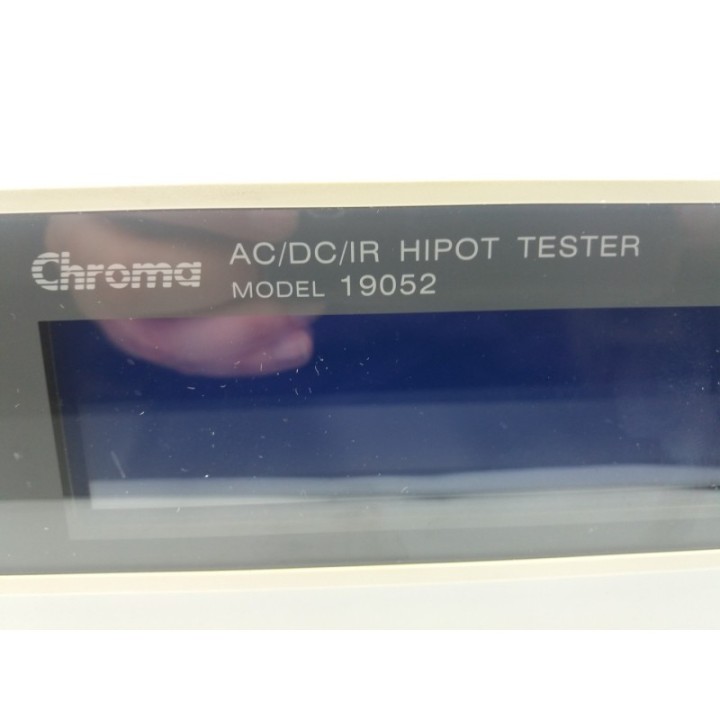 Chroma
AC/DC/IR HIPOT TESTER
MODEL 19052